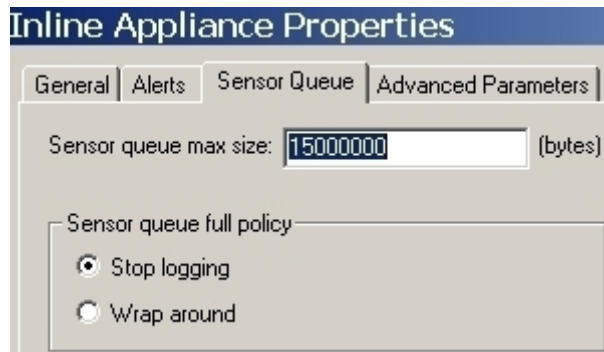 Inline Appliance Properties
General Alerts Sensor Queue Advanced Parameters
Sensor queue max size: 15000000 (bytes)
Sensor queue full policy
Stop logging
Wrap around